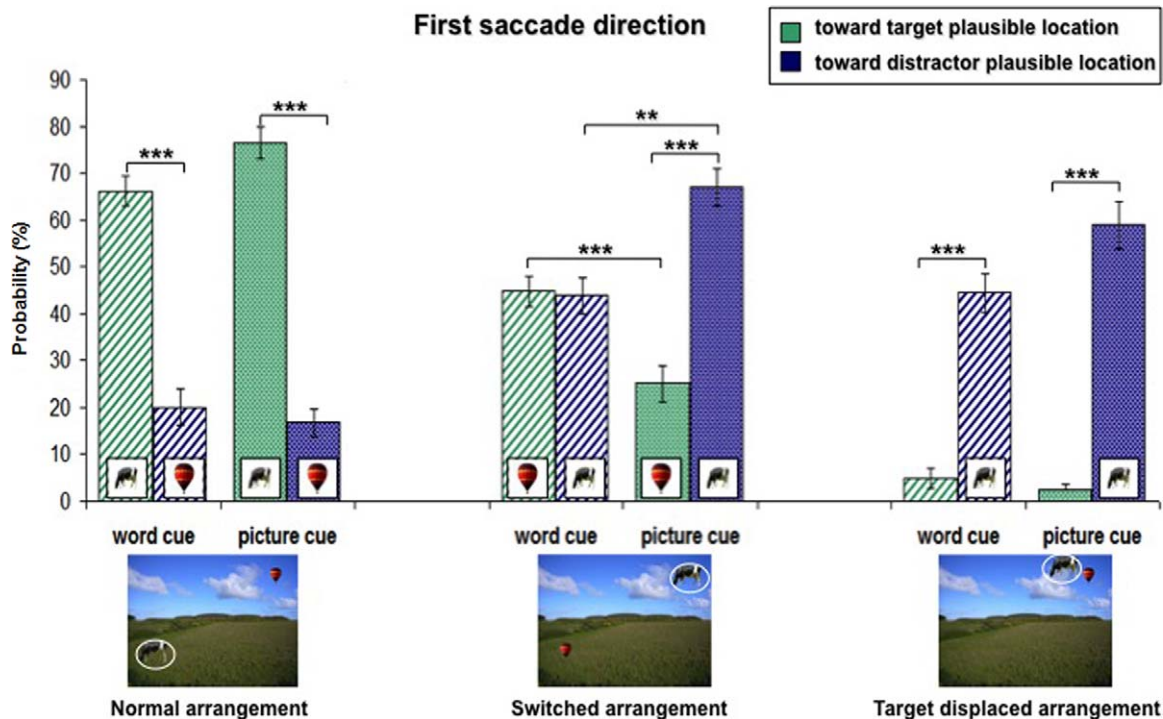 First saccade direction
toward target plausible location
toward distractor plausible location
Probability (%)
90
80
70
60
50
40
30
20
10
0
***
***
***
**
***
***
***
word cue picture cue word cue picture cue word cue picture cue
Normal arrangement Switched arrangement Target displaced arrangement